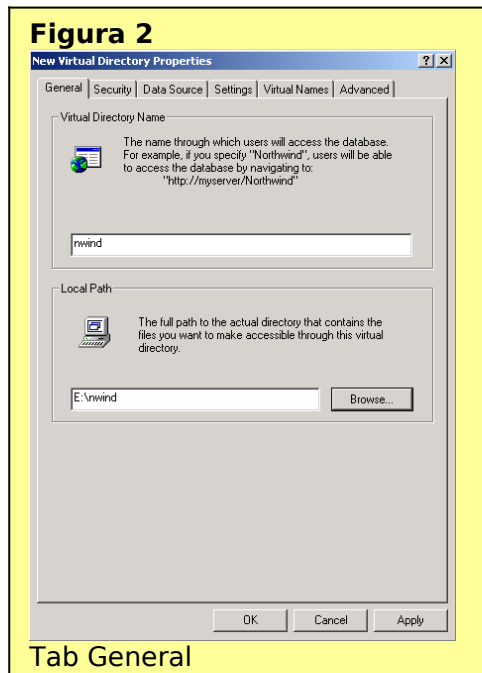 Figura 2
New Virtual Directory Properties
General Security Data Source Settings Virtual Names Advanced
Virtual Directory Name
The name through which users will access the database.
For example, if you specify "Northwind", users will be able
to access the database by navigating to:
"http://myserver/Northwind"
nwind
Local Path
The full path to the actual directory that contains the
files you want to make accessible through this virtual
directory.
E:\nwind
Browse...
OK Cancel Apply
Tab General